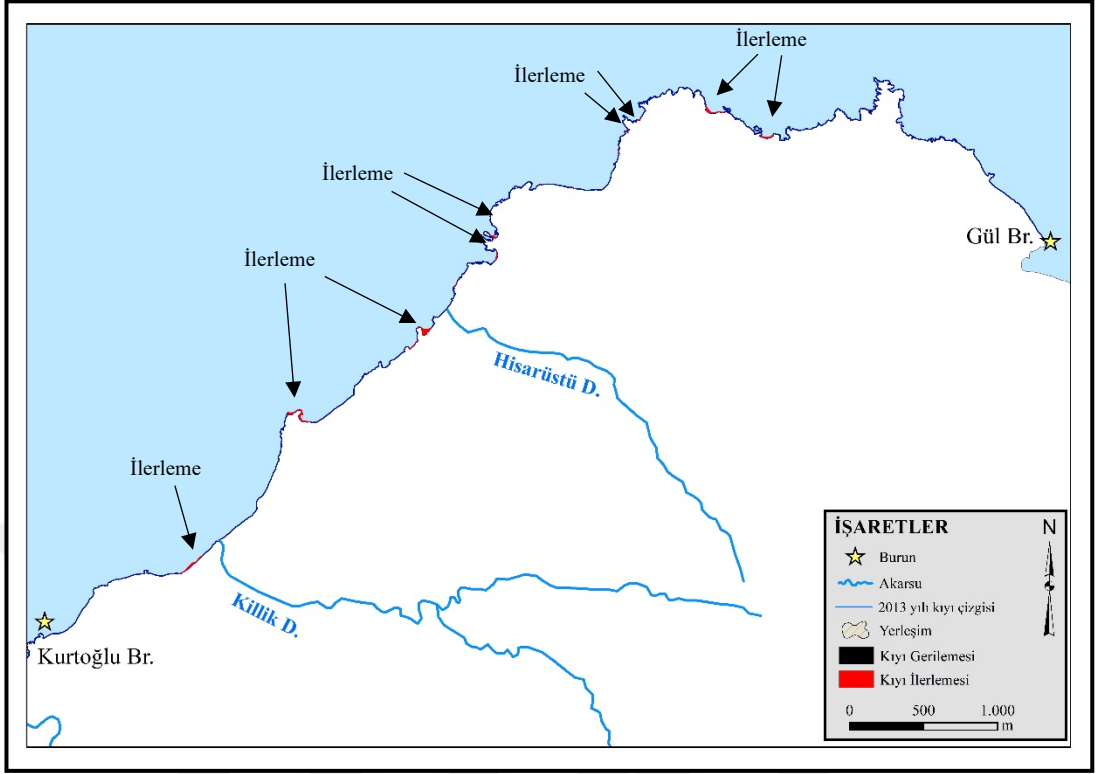 İlerleme
İlerleme
İlerleme
Gül Br.
İlerleme
Hisarüstü D.
İlerleme
Killik D.
Kurtoğlu Br.
İŞARETLER
N
Burun
Akarsu
2013 yılı kıyı çizgisi
Yerleşim
Kıyı Gerilemesi
Kıyı İlerlemesi
0 500 1.000
m